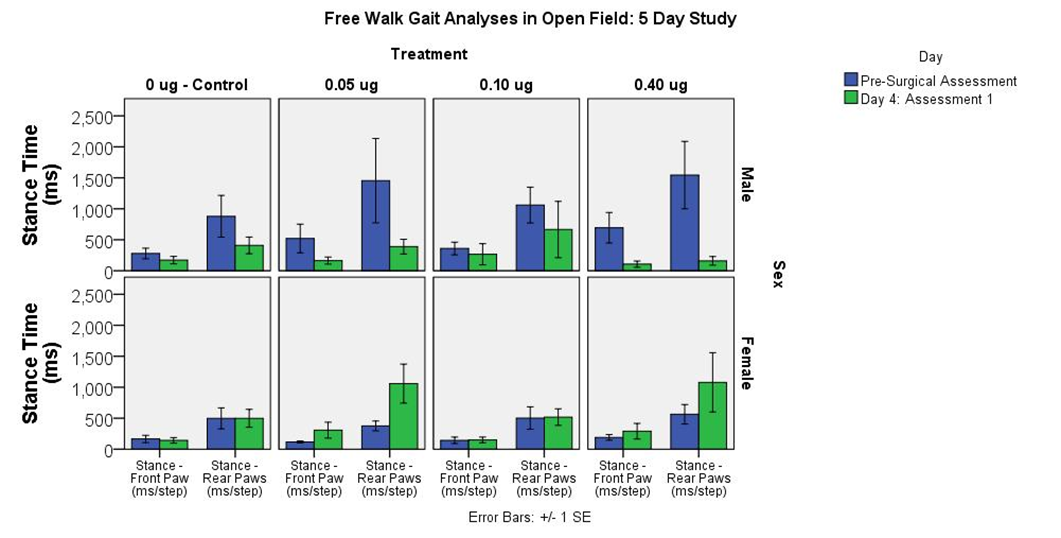 Free Walk Gait Analyses in Open Field: 5 Day Study
Treatment
0 ug - Control
0.05 ug
0.10 ug
0.40 ug
Day
Pre-Surgical Assessment
Day 4: Assessment 1
Stance Time
(ms)
2,500
2,000
1,500
1,000
500
0
Male
Sex
Stance Time
(ms)
2,500
2,000
1,500
1,000
500
0
Female
Stance -
Front Paw
(ms/step)
Stance -
Rear Paws
(ms/step)
Stance -
Front Paw
(ms/step)
Stance -
Rear Paws
(ms/step)
Stance -
Front Paw
(ms/step)
Stance -
Rear Paws
(ms/step)
Stance -
Front Paw
(ms/step)
Stance -
Rear Paws
(ms/step)
Error Bars: +/- 1 SE